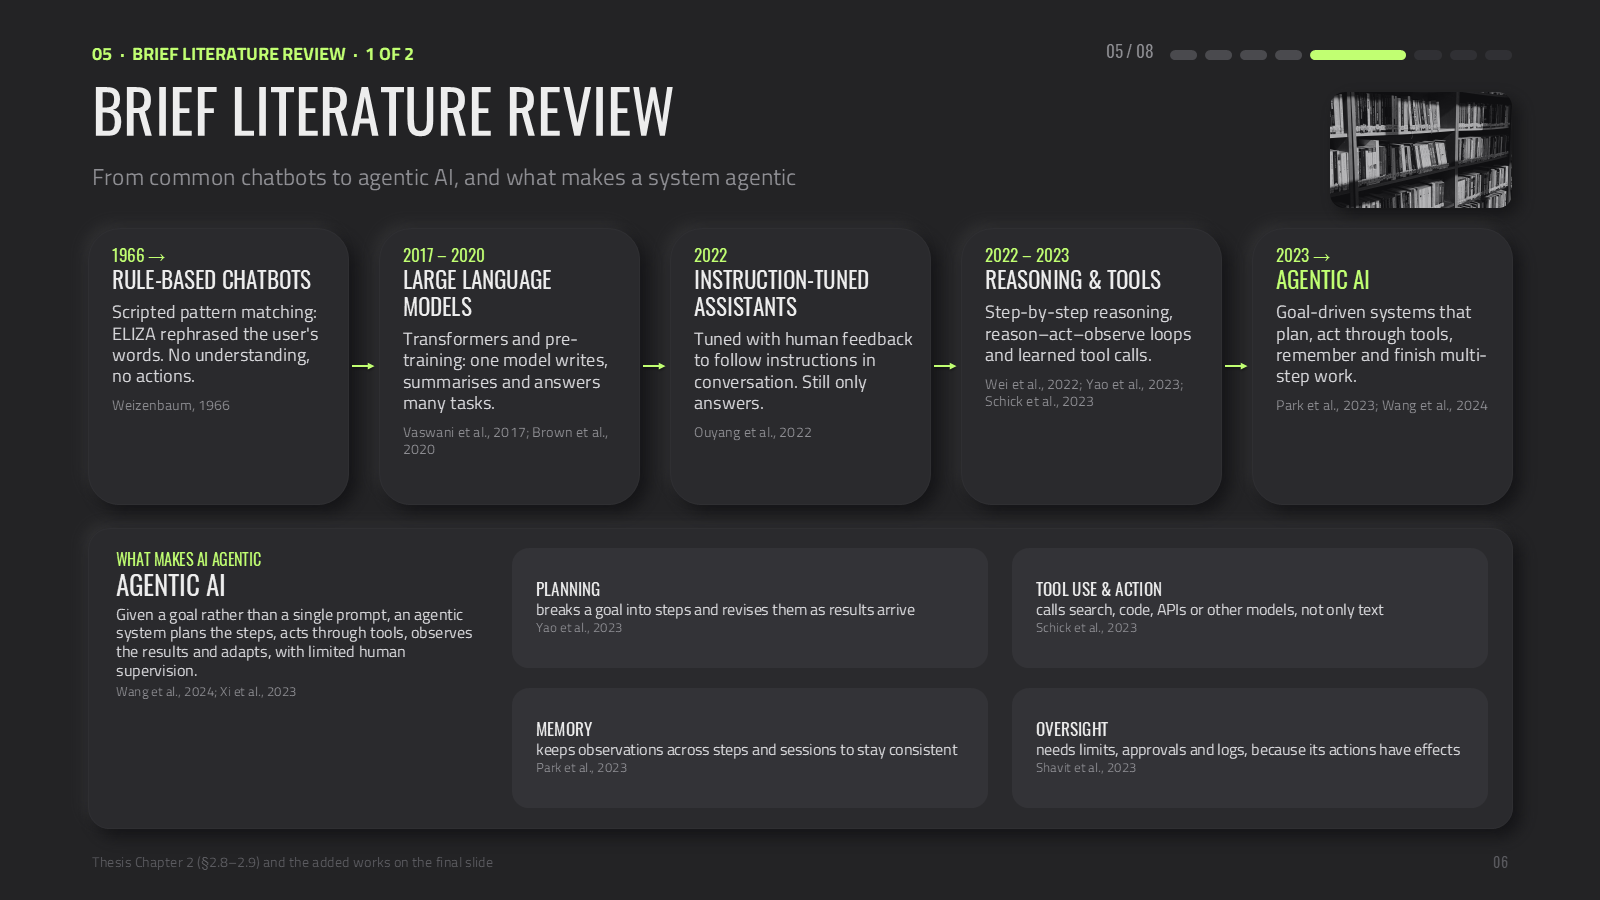 05 · BRIEF LITERATURE REVIEW · 1 OF 2
05 / 08
BRIEF LITERATURE REVIEW
From common chatbots to agentic AI, and what makes a system agentic
1966 →
RULE-BASED CHATBOTS
Scripted pattern matching:
ELIZA rephrased the user's
words. No understanding,
no actions.
Weizenbaum, 1966
2017 – 2020
LARGE LANGUAGE
MODELS
Transformers and pre-
training: one model writes,
summarises and answers
many tasks.
Vaswani et al., 2017; Brown et al.,
2020
2022
INSTRUCTION-TUNED
ASSISTANTS
Tuned with human feedback
to follow instructions in
conversation. Still only
answers.
Ouyang et al., 2022
2022 – 2023
REASONING & TOOLS
Step-by-step reasoning,
reason–act–observe loops
and learned tool calls.
Wei et al., 2022; Yao et al., 2023;
Schick et al., 2023
2023 →
AGENTIC AI
Goal-driven systems that
plan, act through tools,
remember and finish multi-
step work.
Park et al., 2023; Wang et al., 2024
WHAT MAKES AI AGENTIC
AGENTIC AI
Given a goal rather than a single prompt, an agentic
system plans the steps, acts through tools, observes
the results and adapts, with limited human
supervision.
Wang et al., 2024; Xi et al., 2023
PLANNING
breaks a goal into steps and revises them as results arrive
Yao et al., 2023
TOOL USE & ACTION
calls search, code, APIs or other models, not only text
Schick et al., 2023
MEMORY
keeps observations across steps and sessions to stay consistent
Park et al., 2023
OVERSIGHT
needs limits, approvals and logs, because its actions have effects
Shavit et al., 2023
Thesis Chapter 2 (§2.8–2.9) and the added works on the final slide
06